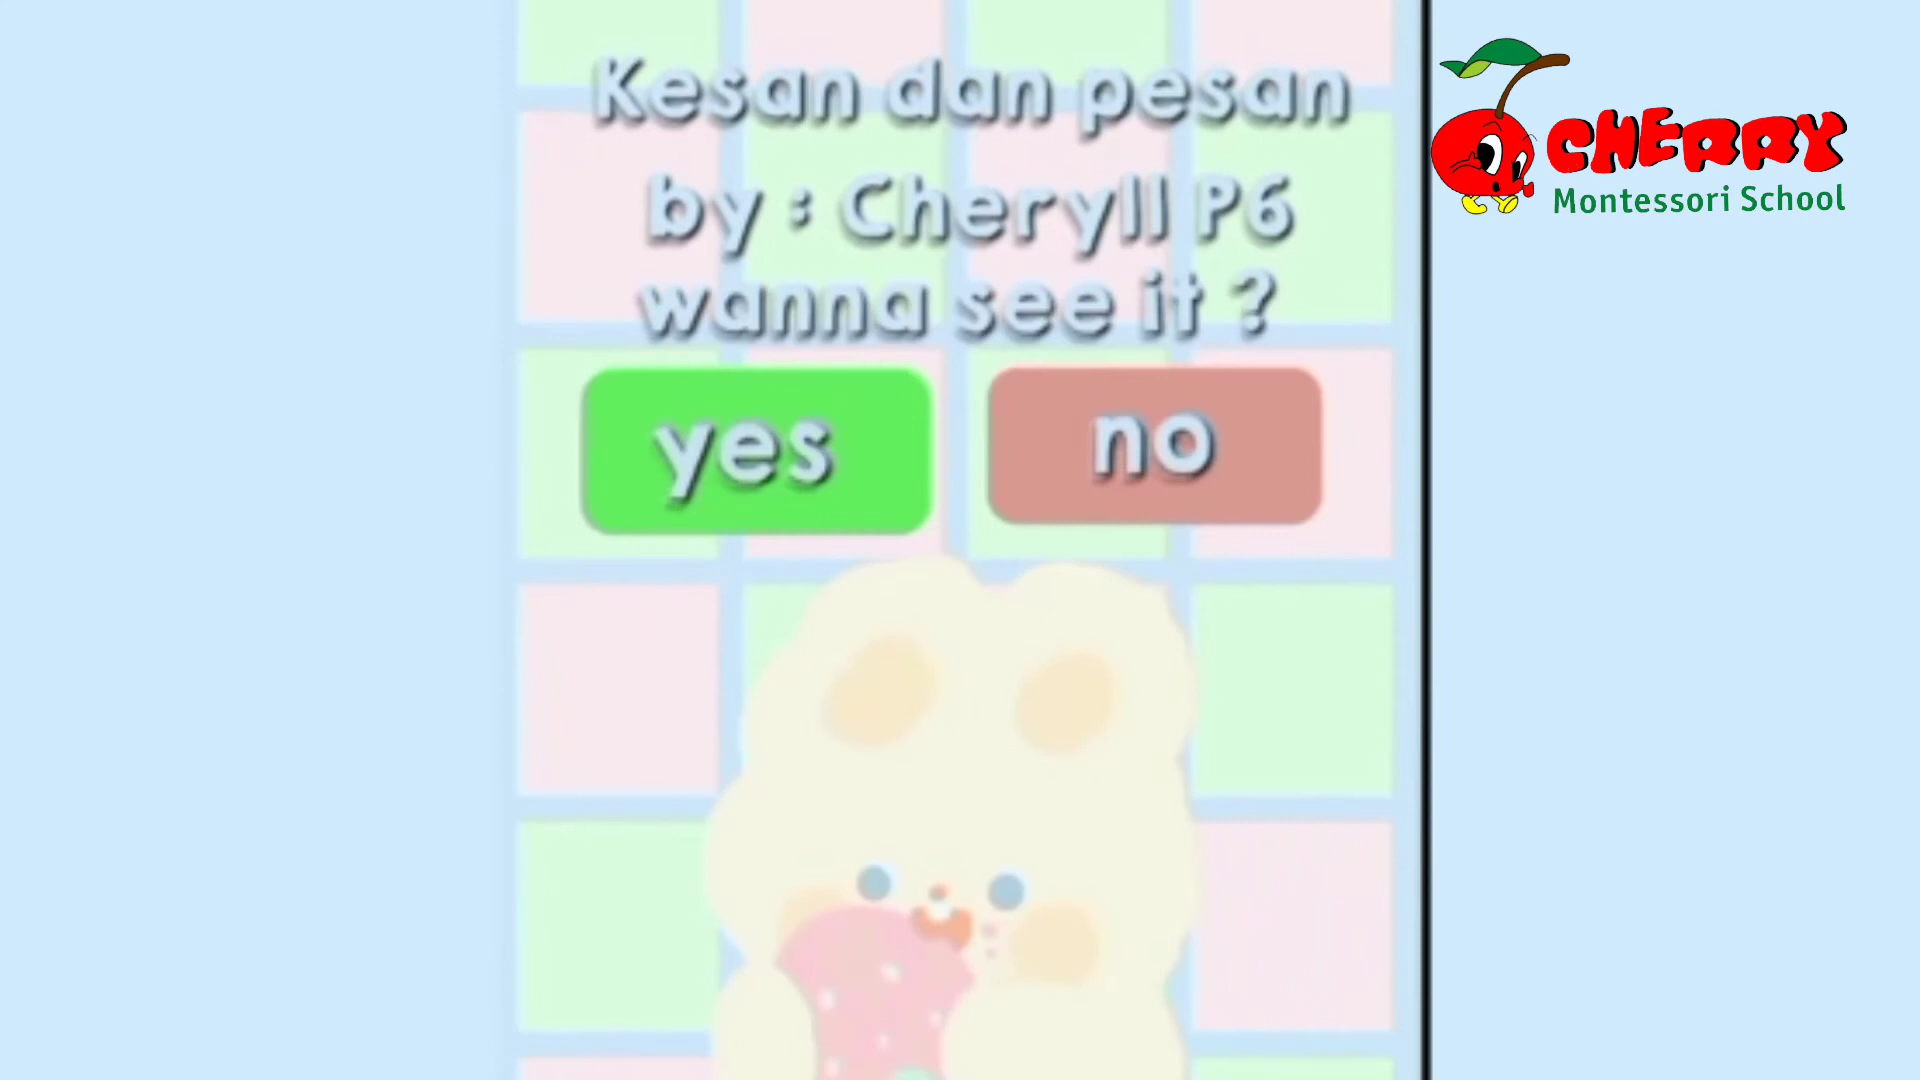 Kesan dan pesan
by : Cheryll P6
wanna see it ?
yes
no
CHERRY
Montessori School